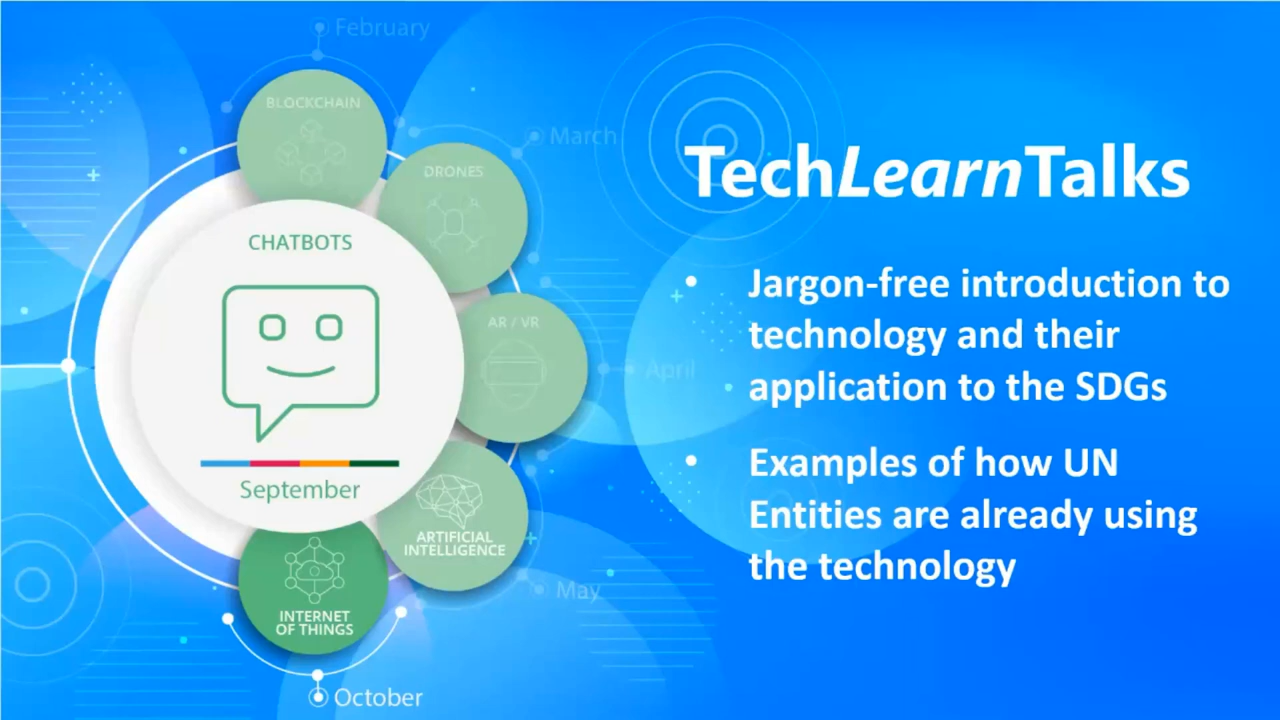 February
BLOCKCHAIN
March
DRONES
CHATBOTS
September
AR / VR
April
ARTIFICIAL
INTELLIGENCE
May
INTERNET
OF THINGS
October
TechLearnTalks
• Jargon-free introduction to
technology and their
application to the SDGs
• Examples of how UN
Entities are already using
the technology